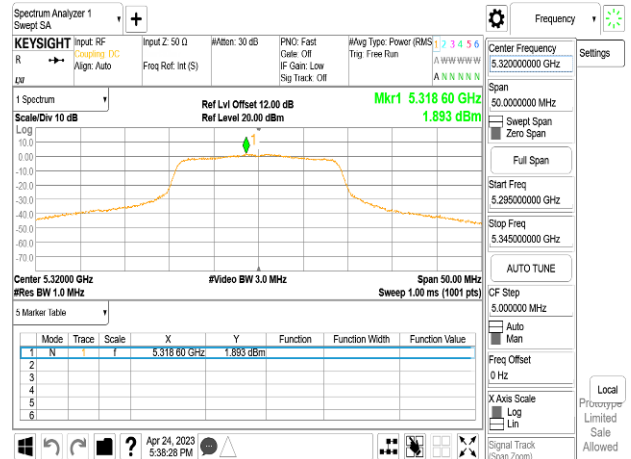 Spectrum Analyzer 1
Swept SA
+
Frequency
KEYSIGHT
R
Input: RF
Coupling: DC
Align: Auto
Input Z: 50 Ω
Freq Ref: Int (S)
#Atten: 30 dB
PNO: Fast
Gate: Off
IF Gain: Low
Sig Track: Off
#Avg Type: Power (RMS
Trig: Free Run
1 2 3 4 5 6
A W W W W W
A N N N N N
1 Spectrum
Scale/Div 10 dB
Ref Lvl Offset 12.00 dB
Ref Level 20.00 dBm
Mkr1 5.318 60 GHz
1.893 dBm
Log
1
10.0
0.00
-10.0
-20.0
-30.0
-40.0
-50.0
-60.0
-70.0
Center 5.32000 GHz
#Video BW 3.0 MHz
Span 50.00 MHz
#Res BW 1.0 MHz
Sweep 1.00 ms (1001 pts)
5 Marker Table
Mode Trace Scale X Y Function Function Width Function Value
1 N 1 f 5.318 60 GHz 1.893 dBm
2
3
4
5
6
Apr 24, 2023
5:38:28 PM
?
Center Frequency
5.320000000 GHz
Span
50.0000000 MHz
Swept Span
Zero Span
Full Span
Start Freq
5.295000000 GHz
Stop Freq
5.345000000 GHz
AUTO TUNE
CF Step
5.000000 MHz
Auto
Man
Freq Offset
0 Hz
X Axis Scale
Log
Lin
Signal Track
(Span Zoom)
Settings
Local
Prototype
Limited
Sale
Allowed